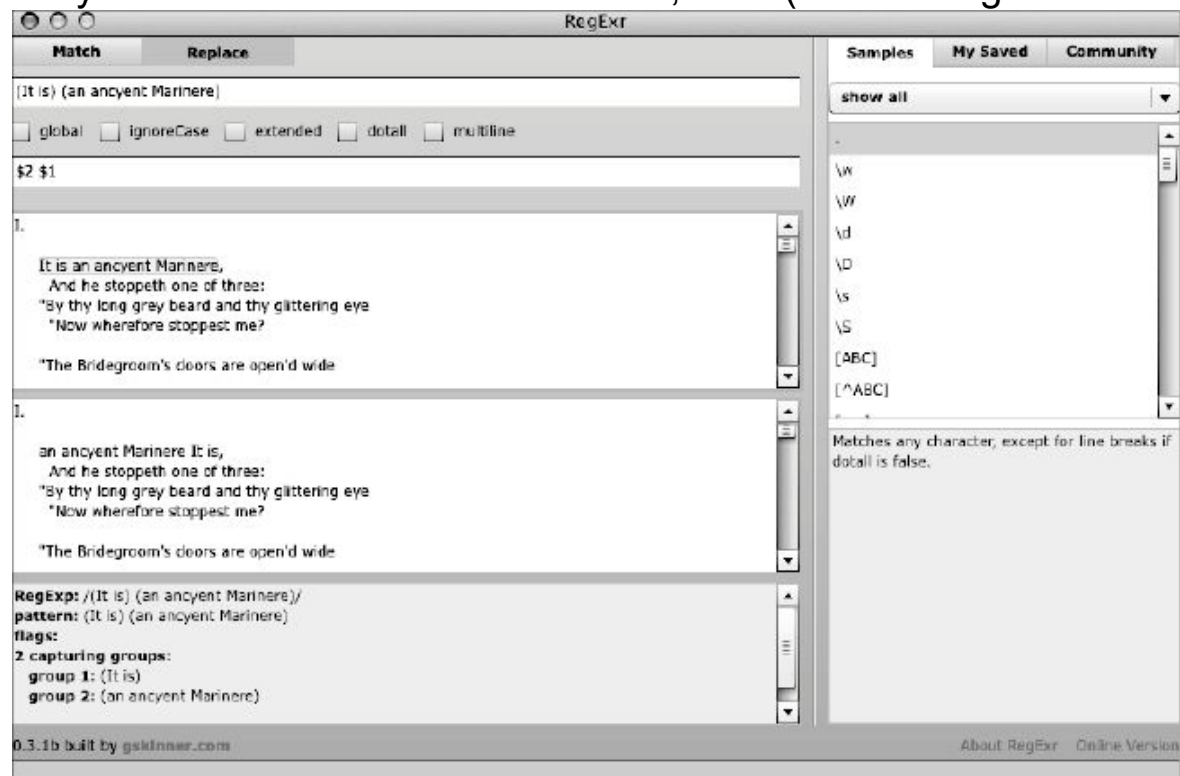 RegExr
Match Replace
(It is) (an ancyent Marinere)
global ignoreCase extended dotall multiline
$2 $1
I.
It is an ancyent Marinere,
And he stoppeth one of three:
"By thy long grey beard and thy glittering eye
"Now wherefore stoppest me?
"The Bridegroom's doors are open'd wide
I.
an ancyent Marinere It is,
And he stoppeth one of three:
"By thy long grey beard and thy glittering eye
"Now wherefore stoppest me?
"The Bridegroom's doors are open'd wide
RegExp: /(It is) (an ancyent Marinere)/
pattern: (It is) (an ancyent Marinere)
flags:
2 capturing groups:
group 1: (It is)
group 2: (an ancyent Marinere)
0.3.1b built by gskinner.com
Samples My Saved Community
show all
.
\w
\W
\d
\D
\s
\S
[ABC]
[^ABC]
Matches any character, except for line breaks if
dotall is false.
About RegExr Online Version